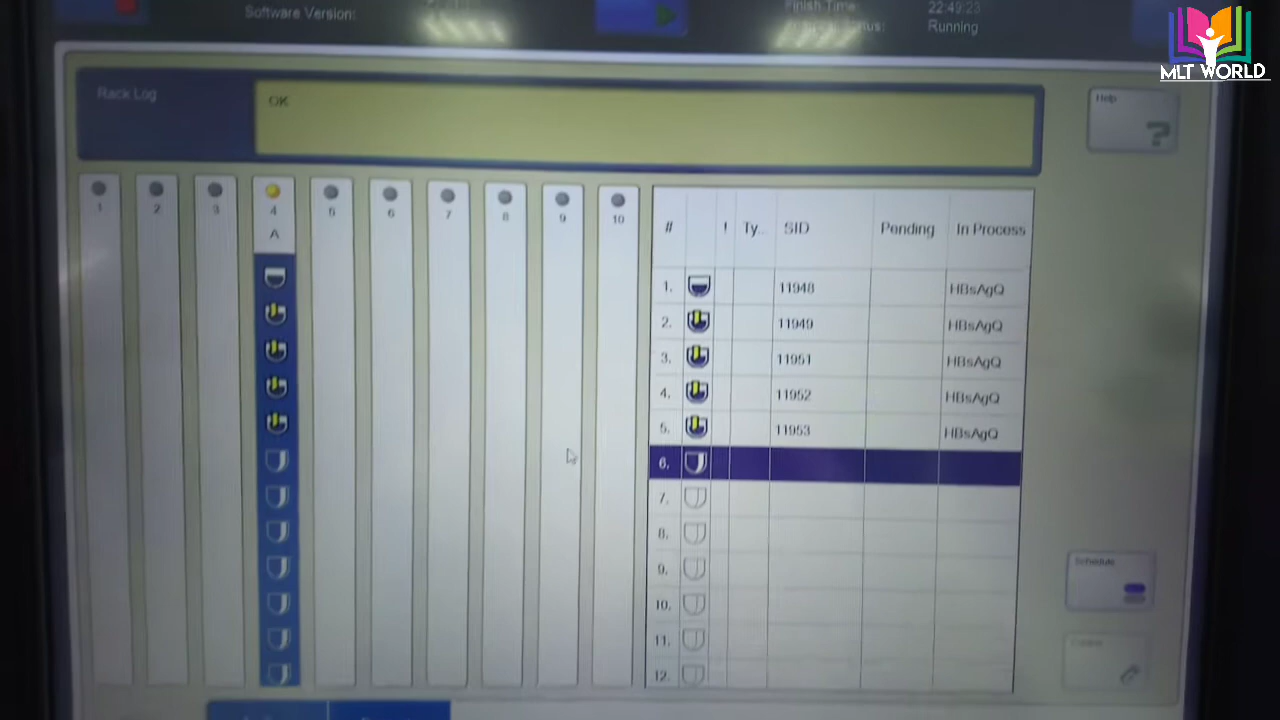 Software Version:
Finish Time
22:49:23
Running
MLT WORLD
Rack Log
OK
Help
?
1 2 3 4 5 6 7 8 9 10
A
# ! Ty.. SID Pending In Process
1. 11948 HBsAgQ
2. 11949 HBsAgQ
3. 11951 HBsAgQ
4. 11952 HBsAgQ
5. 11953 HBsAgQ
6.
7.
8.
9.
10.
11.
12.
Schedule